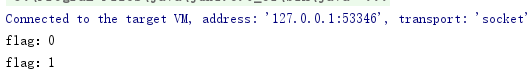 Connected to the target VM, address: '127.0.0.1:53346', transport: 'socket'
flag: 0
flag: 1